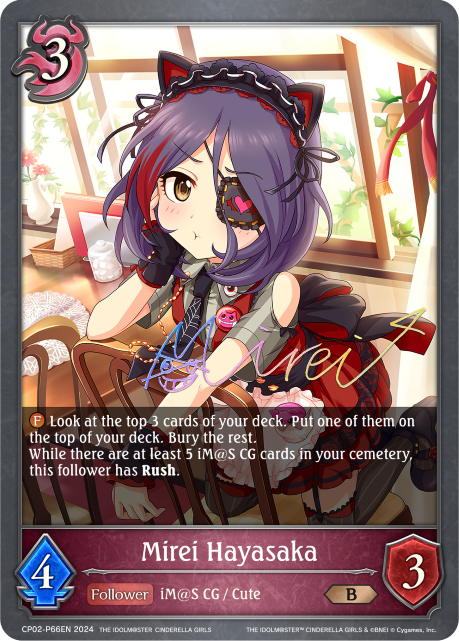 3
Mirei
F Look at the top 3 cards of your deck. Put one of them on
the top of your deck. Bury the rest.
While there are at least 5 iM@S CG cards in your cemetery,
this follower has Rush.
Mirei Hayasaka
4
Follower iM@S CG / Cute
B
3
CP02-P66EN 2024 THE IDOLM@STER CINDERELLA GIRLS THE IDOLM@STER™ CINDERELLA GIRLS & ©BNEI © Cygames, Inc.